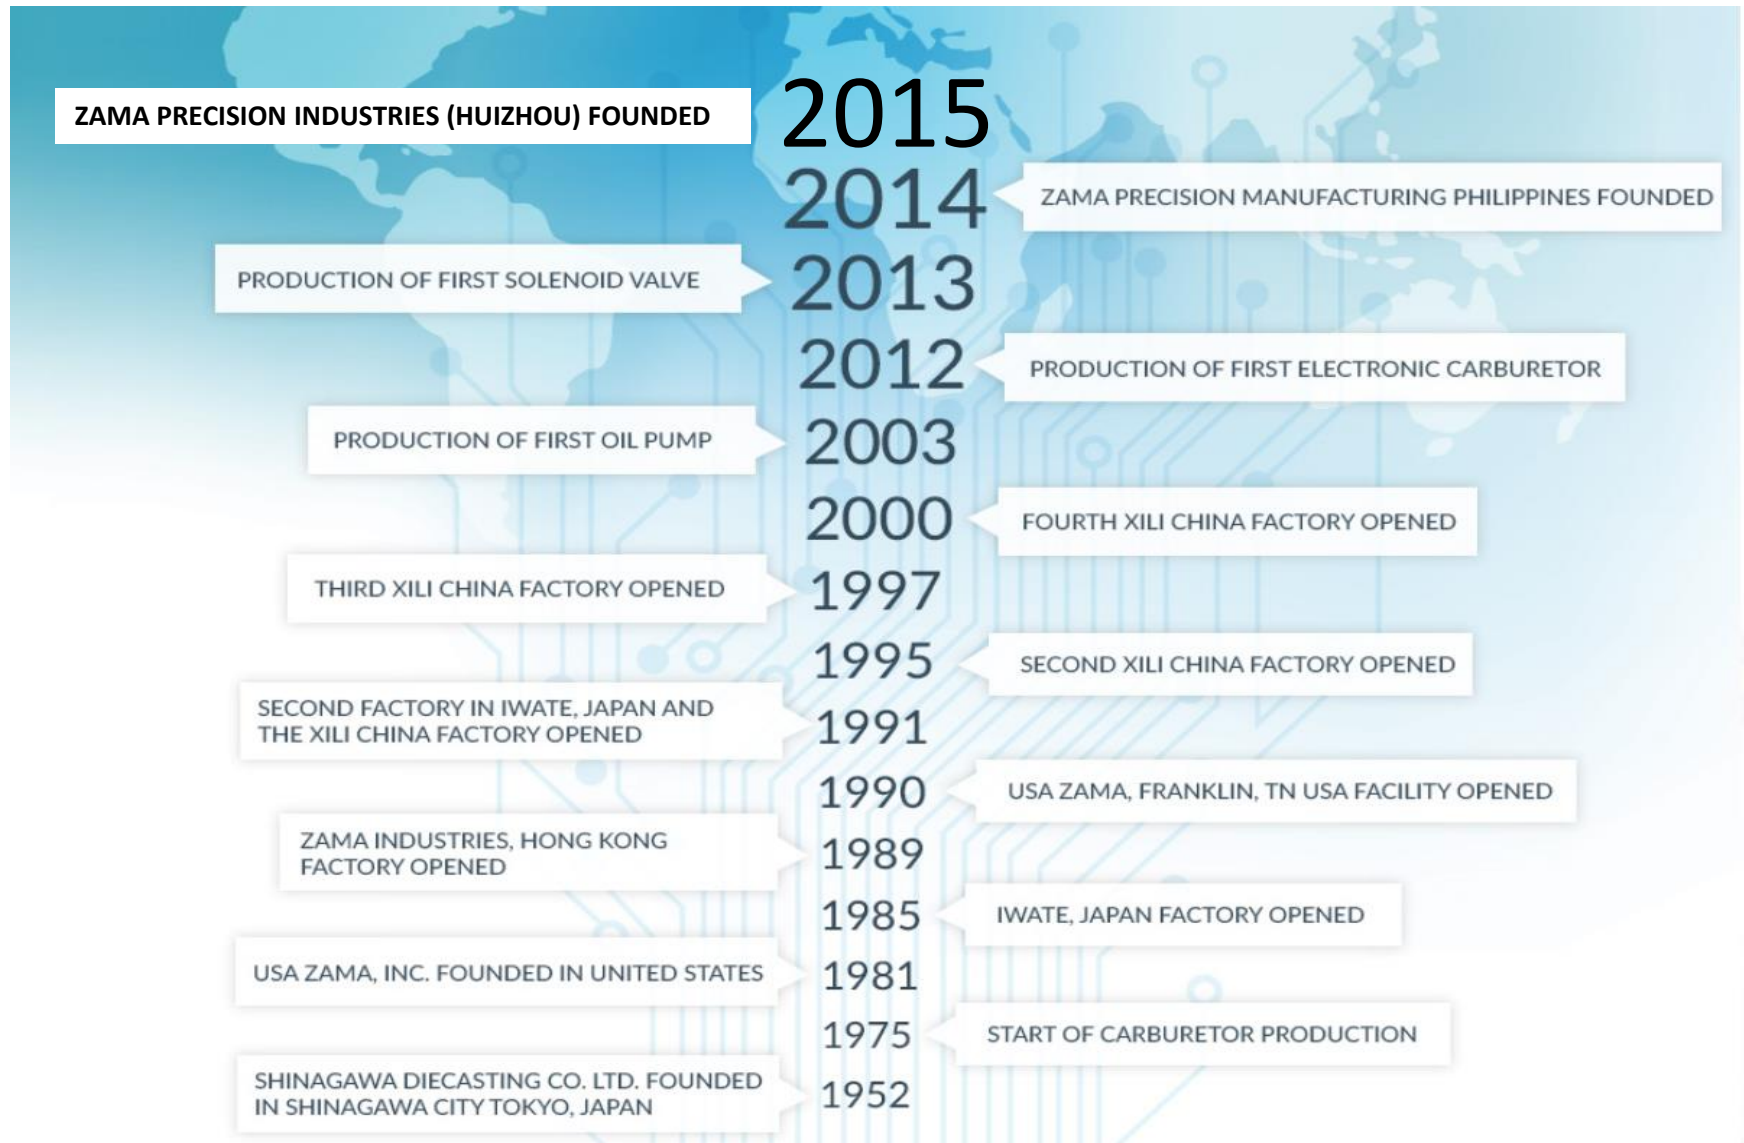 ZAMA PRECISION INDUSTRIES (HUIZHOU) FOUNDED
2015
2014
ZAMA PRECISION MANUFACTURING PHILIPPINES FOUNDED
PRODUCTION OF FIRST SOLENOID VALVE
2013
2012
PRODUCTION OF FIRST ELECTRONIC CARBURETOR
PRODUCTION OF FIRST OIL PUMP
2003
2000
FOURTH XILI CHINA FACTORY OPENED
THIRD XILI CHINA FACTORY OPENED
1997
1995
SECOND XILI CHINA FACTORY OPENED
SECOND FACTORY IN IWATE, JAPAN AND
THE XILI CHINA FACTORY OPENED
1991
1990
USA ZAMA, FRANKLIN, TN USA FACILITY OPENED
ZAMA INDUSTRIES, HONG KONG
FACTORY OPENED
1989
1985
IWATE, JAPAN FACTORY OPENED
USA ZAMA, INC. FOUNDED IN UNITED STATES
1981
1975
START OF CARBURETOR PRODUCTION
SHINAGAWA DIECASTING CO. LTD. FOUNDED
IN SHINAGAWA CITY TOKYO, JAPAN
1952